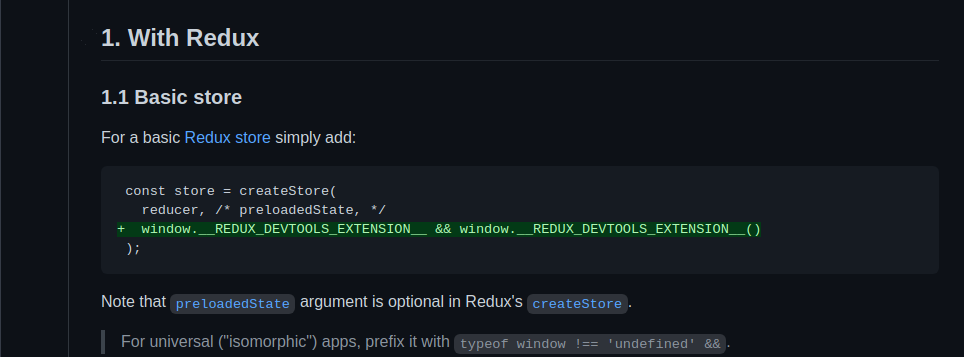 1. With Redux
1.1 Basic store
For a basic Redux store simply add:
const store = createStore(
reducer, /* preloadedState, */
+ window.__REDUX_DEVTOOLS_EXTENSION__ && window.__REDUX_DEVTOOLS_EXTENSION__()
);
Note that preloadedState argument is optional in Redux's createStore.
For universal ("isomorphic") apps, prefix it with typeof window !== 'undefined' &&.